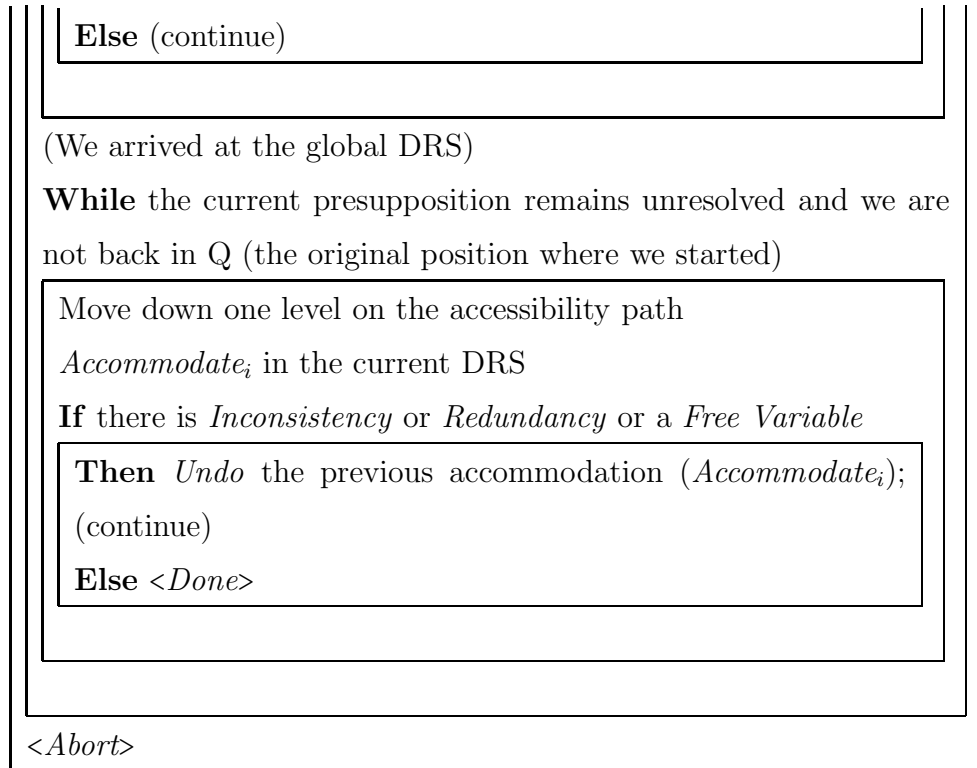 Else (continue)
(We arrived at the global DRS)
While the current presupposition remains unresolved and we are
not back in Q (the original position where we started)
Move down one level on the accessibility path
Accommodateᵢ in the current DRS
If there is Inconsistency or Redundancy or a Free Variable
Then Undo the previous accommodation (Accommodateᵢ);
(continue)
Else <Done>
<Abort>